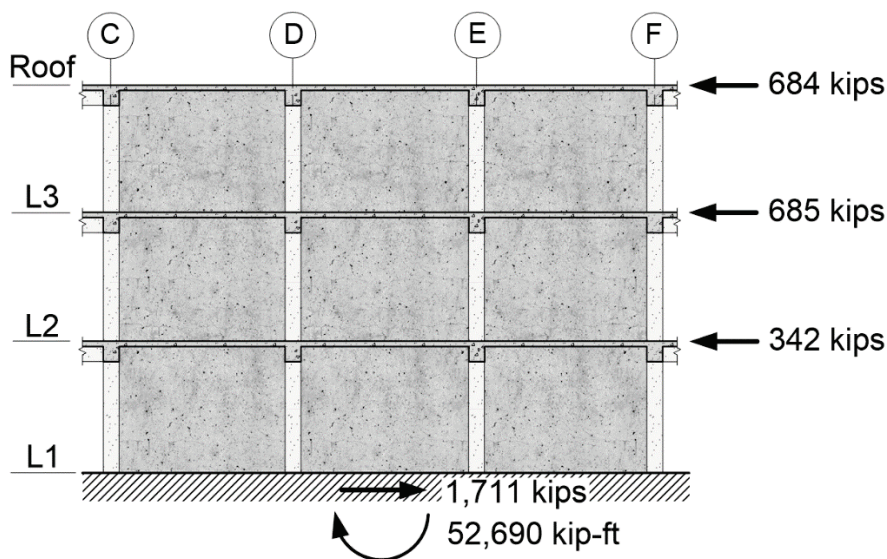 C D E F
Roof
684 kips
L3
685 kips
L2
342 kips
L1
1,711 kips
52,690 kip-ft